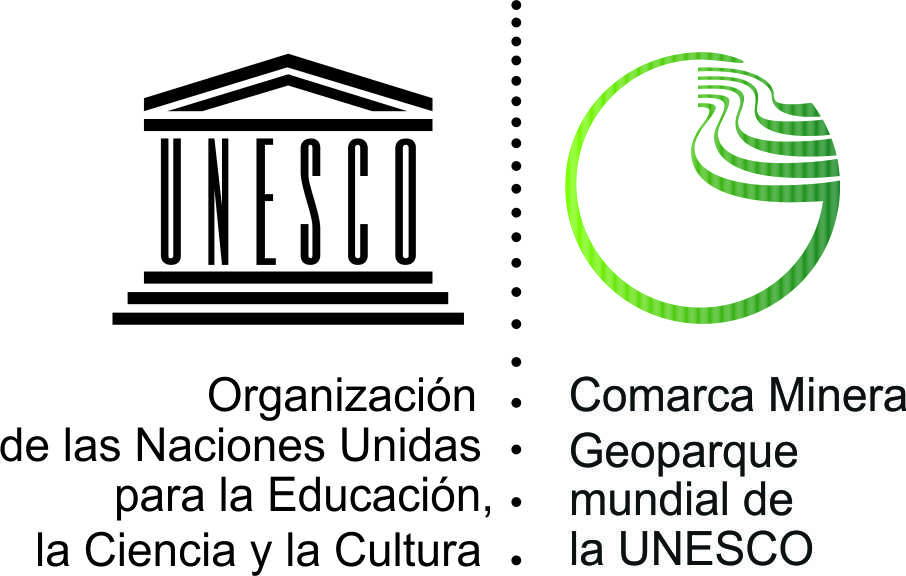 UNESCO
Organización
de las Naciones Unidas
para la Educación,
la Ciencia y la Cultura
Comarca Minera
Geoparque
mundial de
la UNESCO